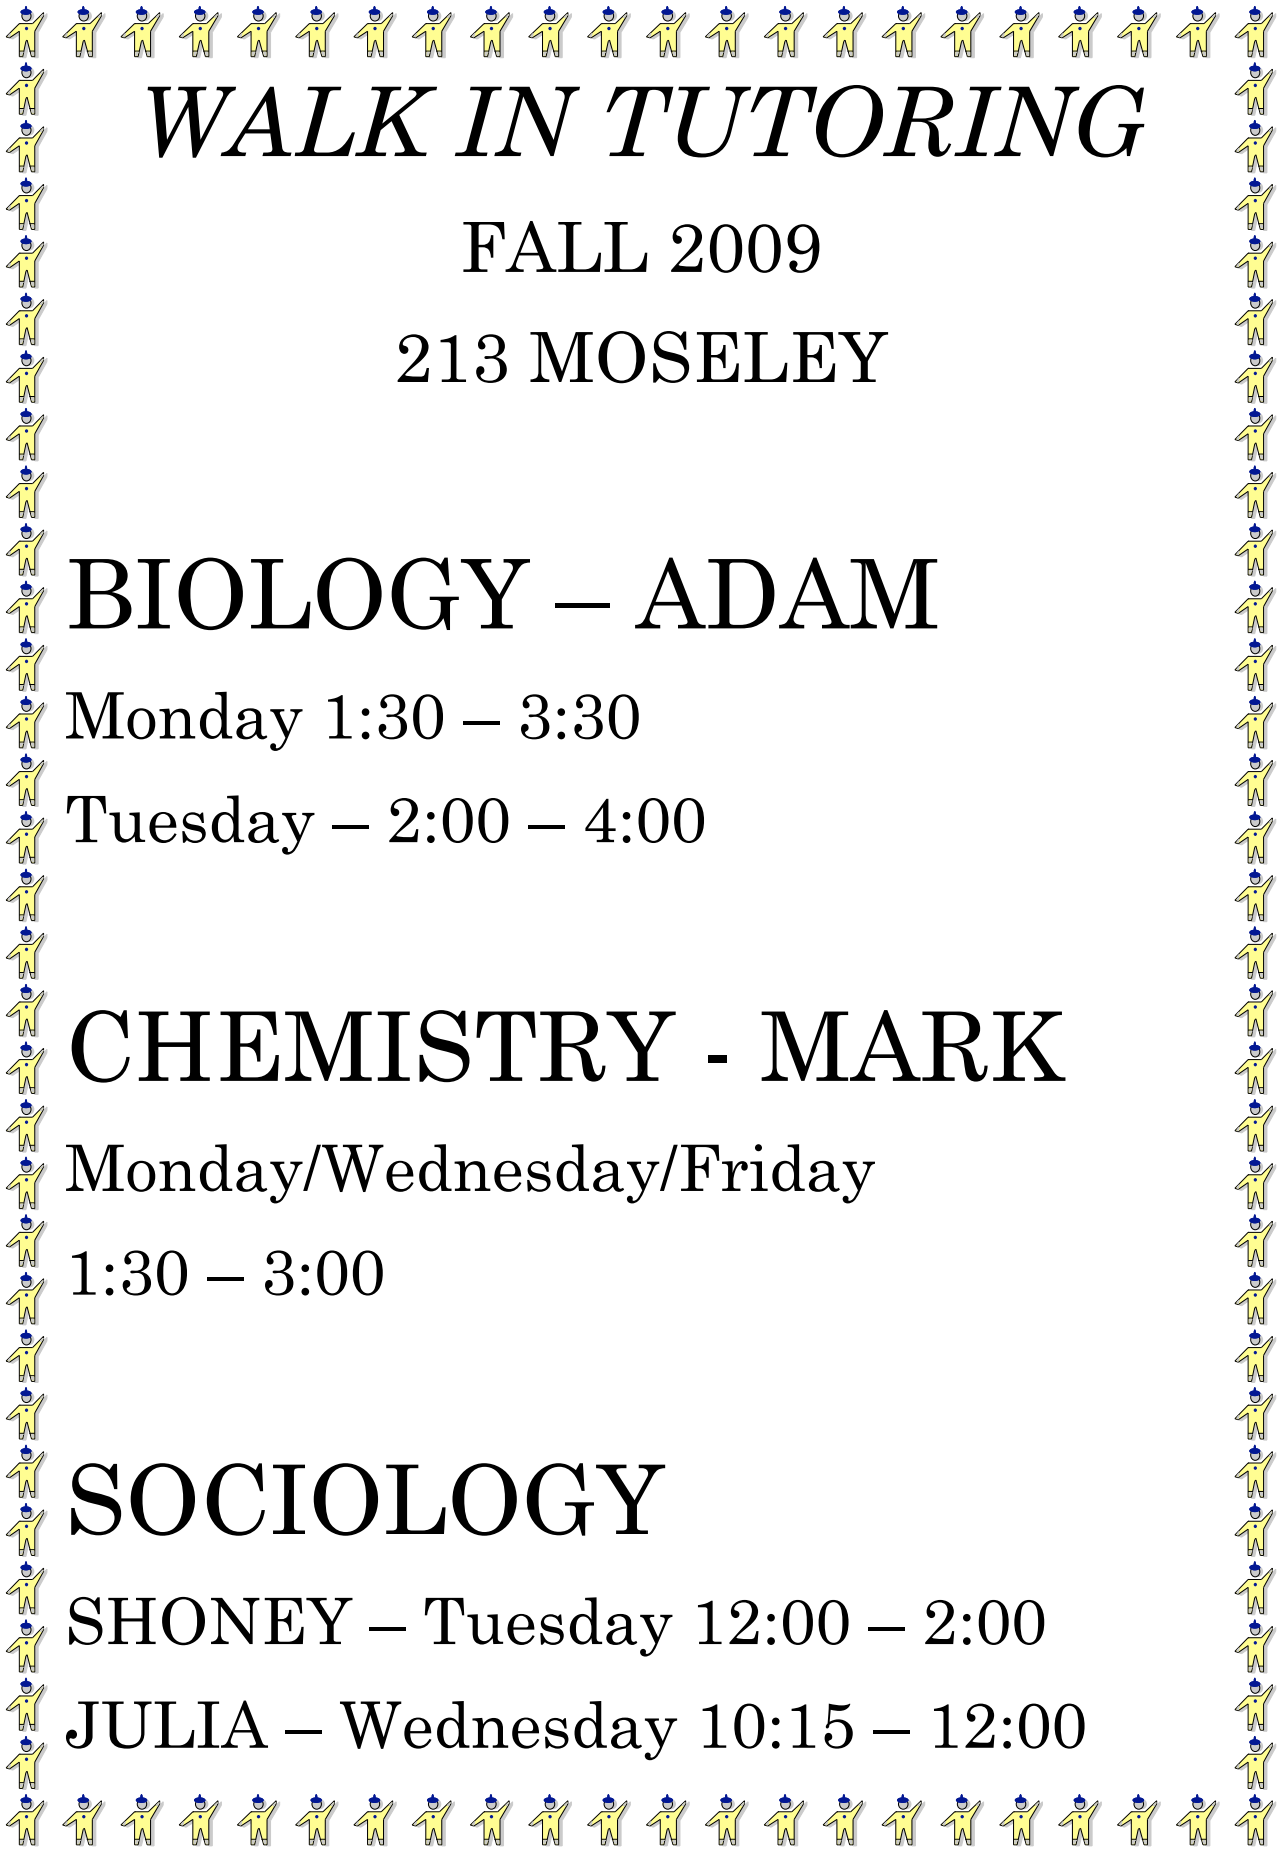 WALK IN TUTORING
FALL 2009
213 MOSELEY
BIOLOGY – ADAM
Monday 1:30 – 3:30
Tuesday – 2:00 – 4:00
CHEMISTRY - MARK
Monday/Wednesday/Friday
1:30 – 3:00
SOCIOLOGY
SHONEY – Tuesday 12:00 – 2:00
JULIA – Wednesday 10:15 – 12:00